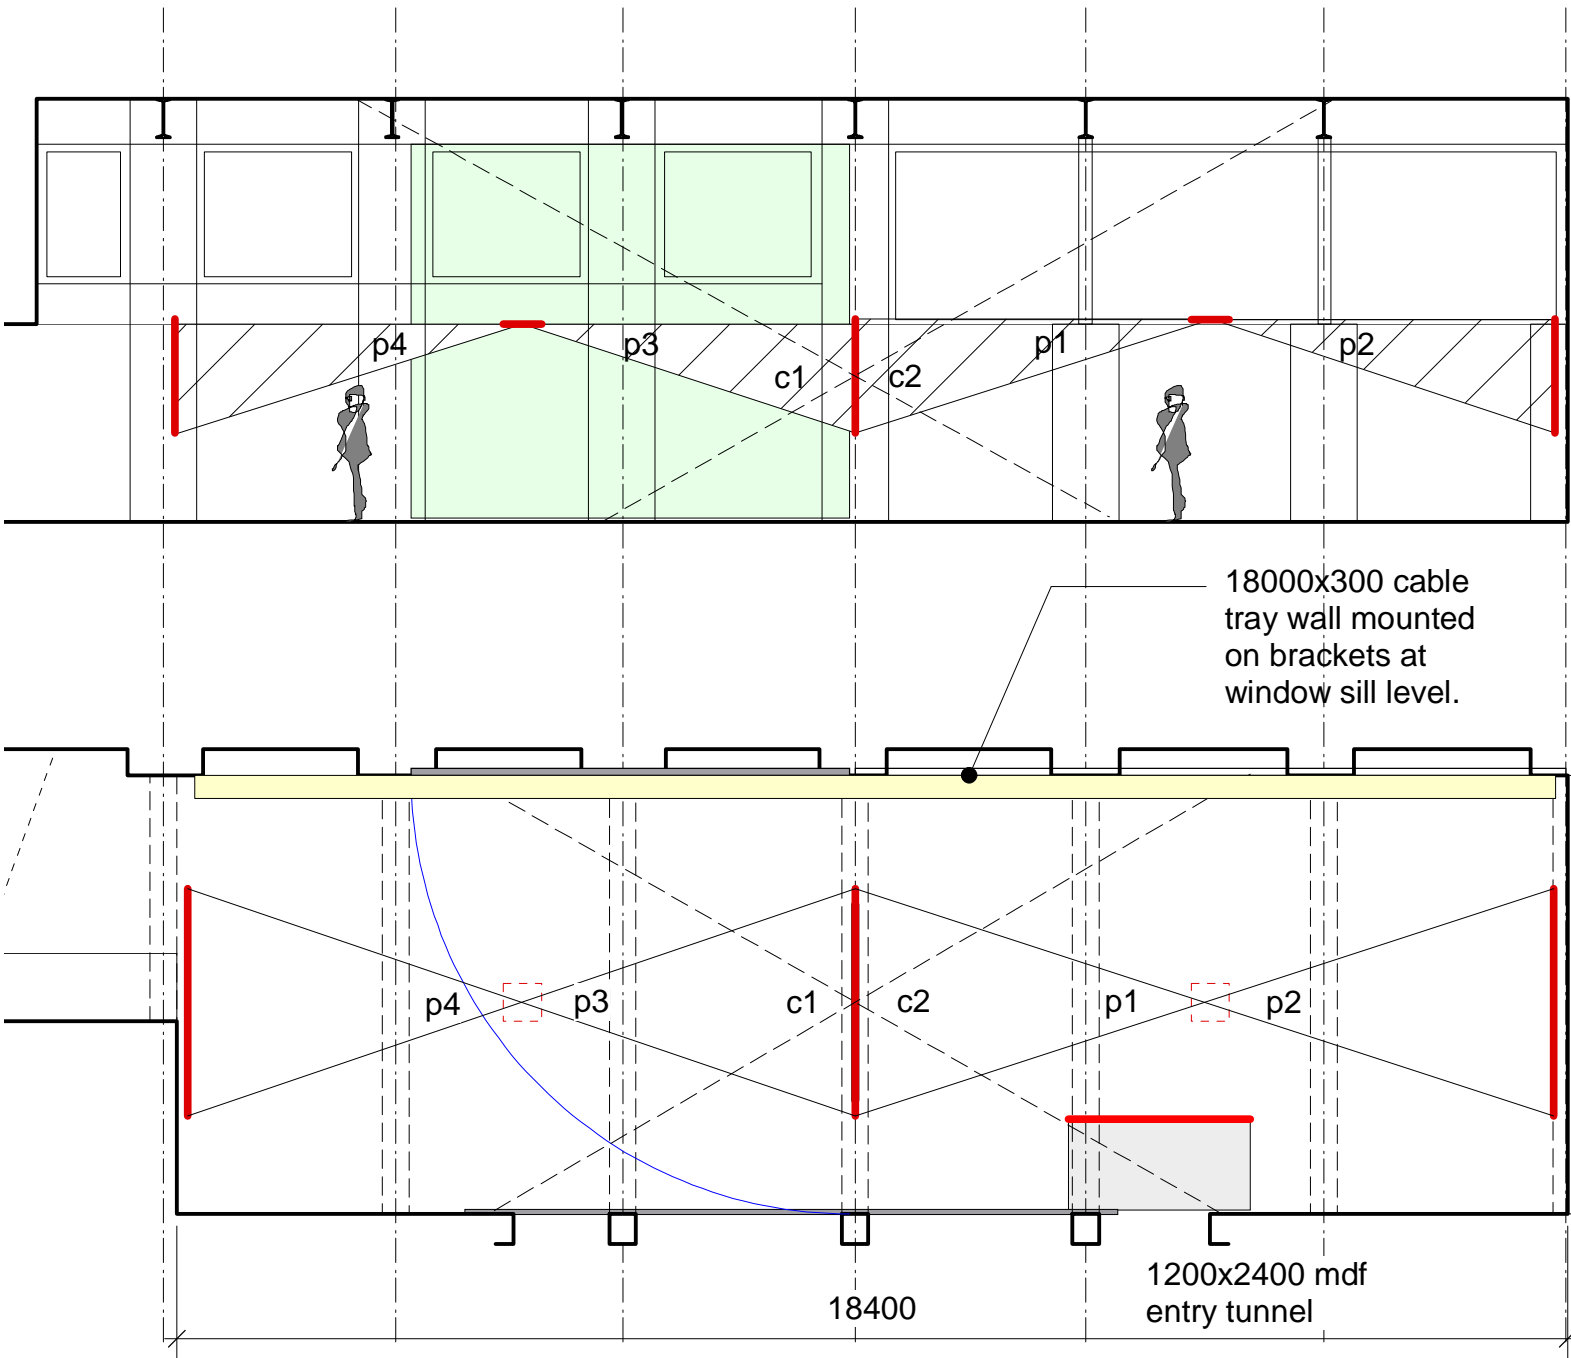 p4
p3
p1
p2
c1
c2
18000x300 cable
tray wall mounted
on brackets at
window sill level.
p4
p3
c1
c2
p1
p2
1200x2400 mdf
entry tunnel
18400